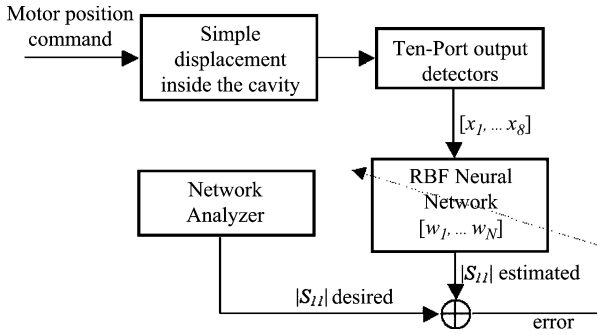 Motor position
command
Simple
displacement
inside the cavity
Ten-Port output
detectors
[x1, ... x8]
Network
Analyzer
RBF Neural
Network
[w1, ... wN]
|S11| estimated
|S11| desired
error